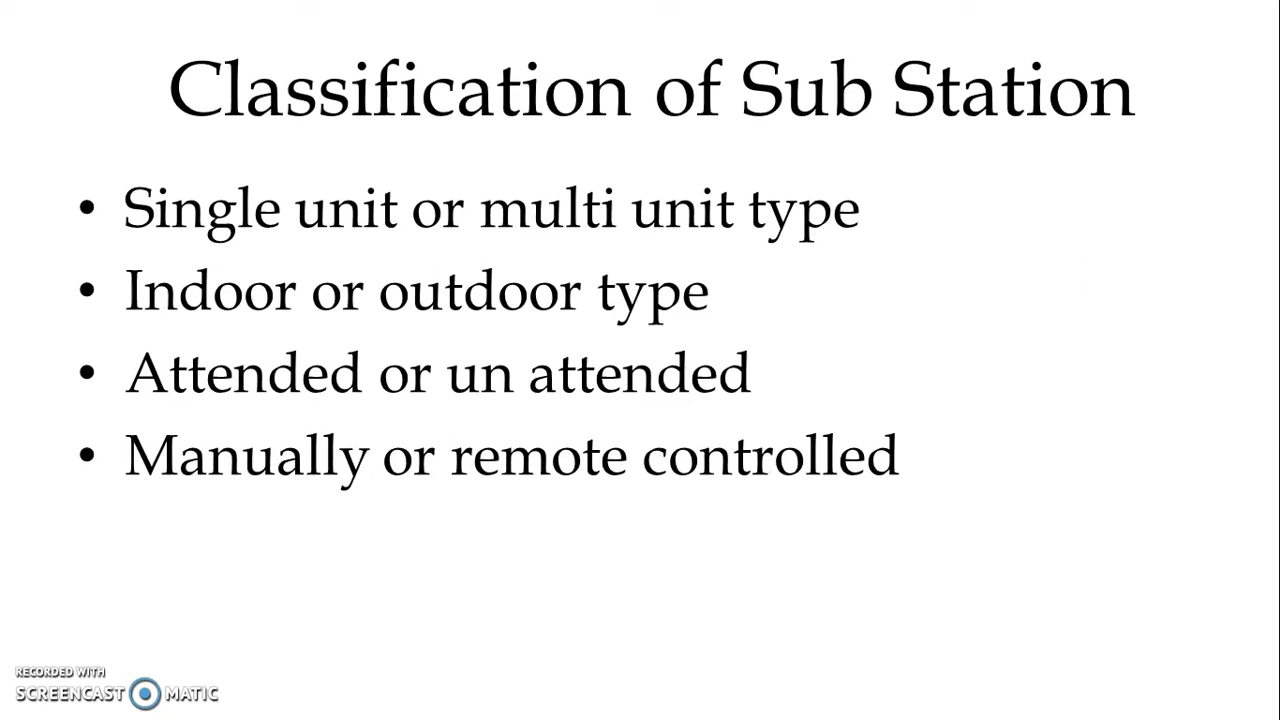 Classification of Sub Station
• Single unit or multi unit type
• Indoor or outdoor type
• Attended or un attended
• Manually or remote controlled
RECORDED WITH
SCREENCAST MATIC